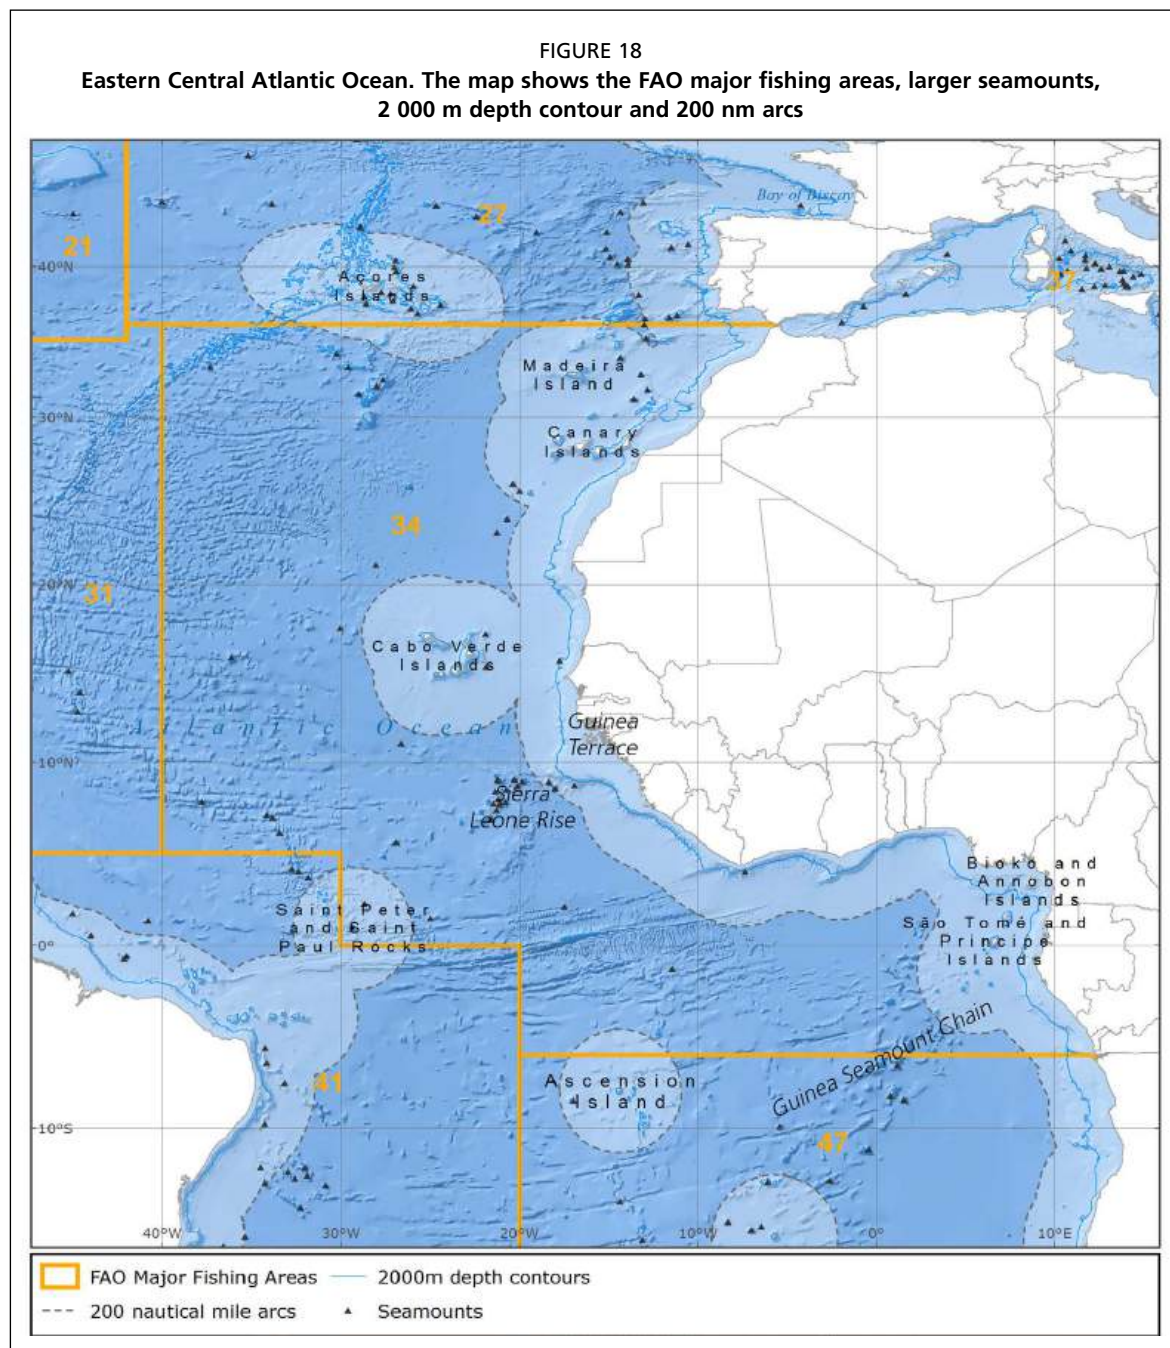 FIGURE 18
Eastern Central Atlantic Ocean. The map shows the FAO major fishing areas, larger seamounts,
2 000 m depth contour and 200 nm arcs
Bay of Biscay
27
21
40°N
Açores
Islands
37
Madeira
Island
30°N
Canary
Islands
34
20°N
31
Cabo Verde
Islands
Atlantic Ocean
Guinea
Terrace
10°N
Sierra
Leone Rise
Bioko and
Annobon
Islands
Saint Peter
and Saint
Paul Rocks
São Tomé and
Principe
Islands
0°
Guinea Seamount Chain
41
Ascension
Island
10°S
47
40°W
30°W
20°W
10°W
0°
10°E
FAO Major Fishing Areas
2000m depth contours
200 nautical mile arcs
Seamounts